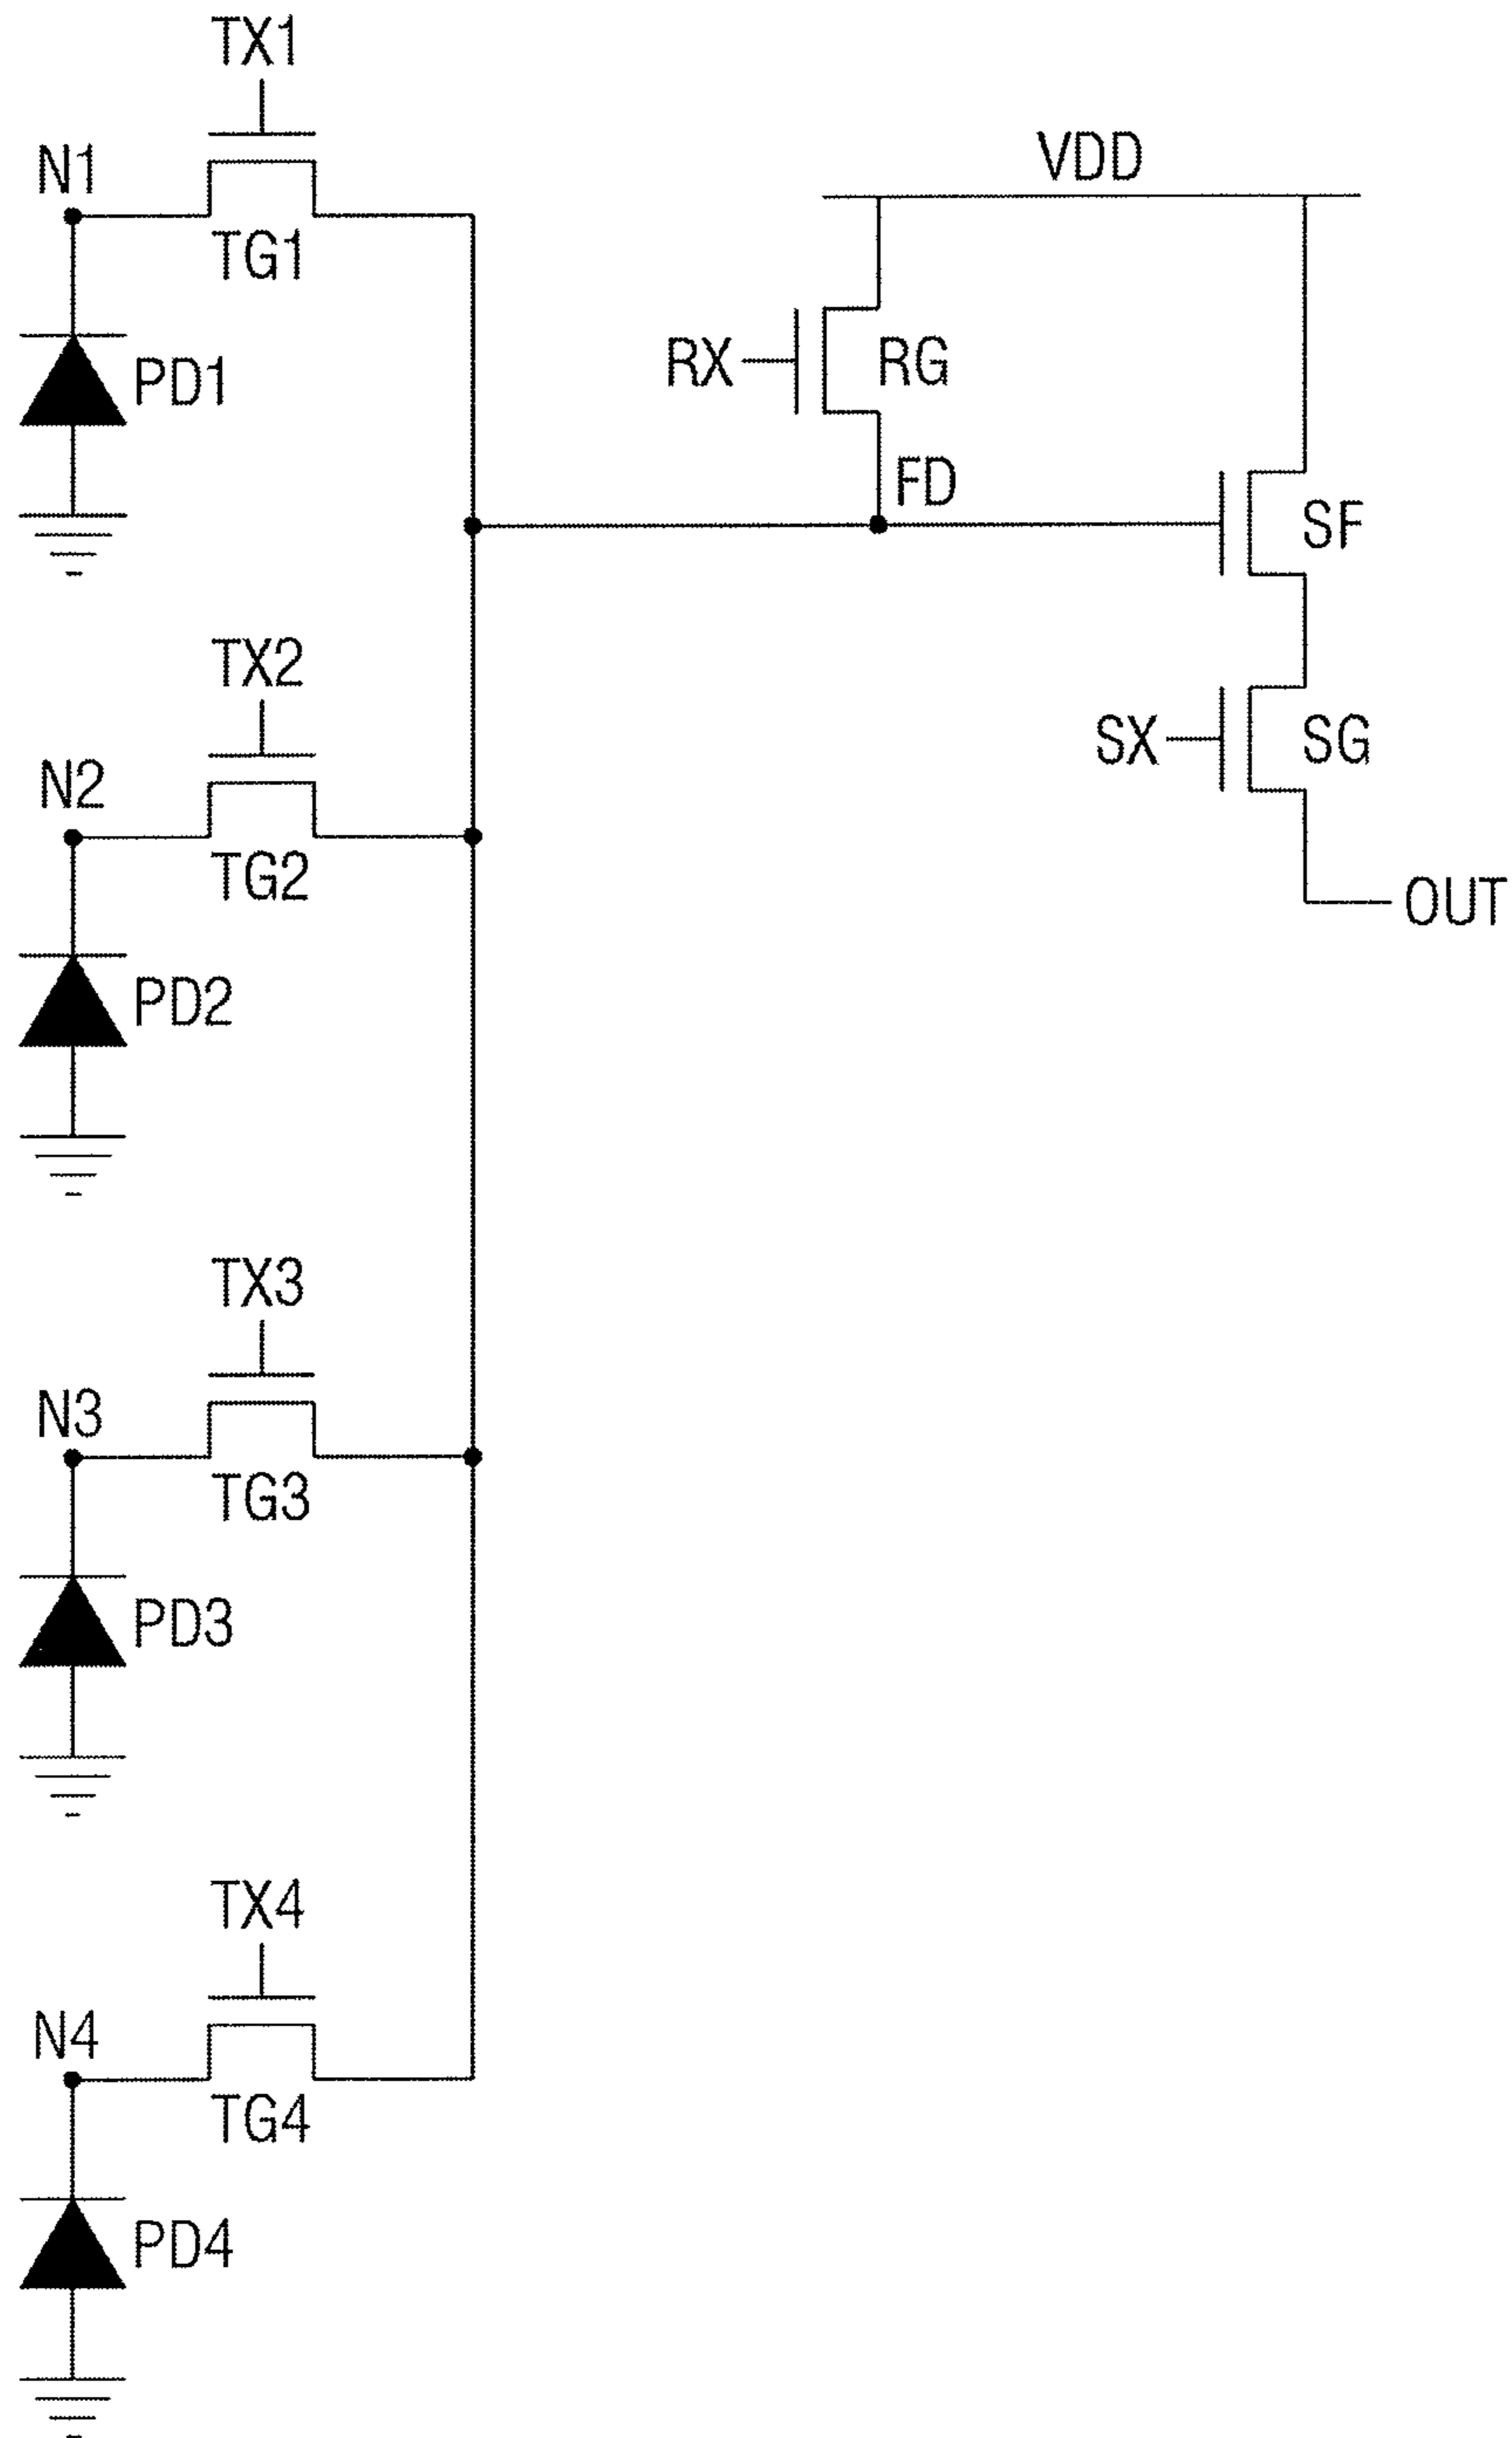 TX1
N1
VDD
TG1
RX
RG
PD1
FD
SF
TX2
SX
SG
N2
TG2
OUT
PD2
TX3
N3
TG3
PD3
TX4
N4
TG4
PD4